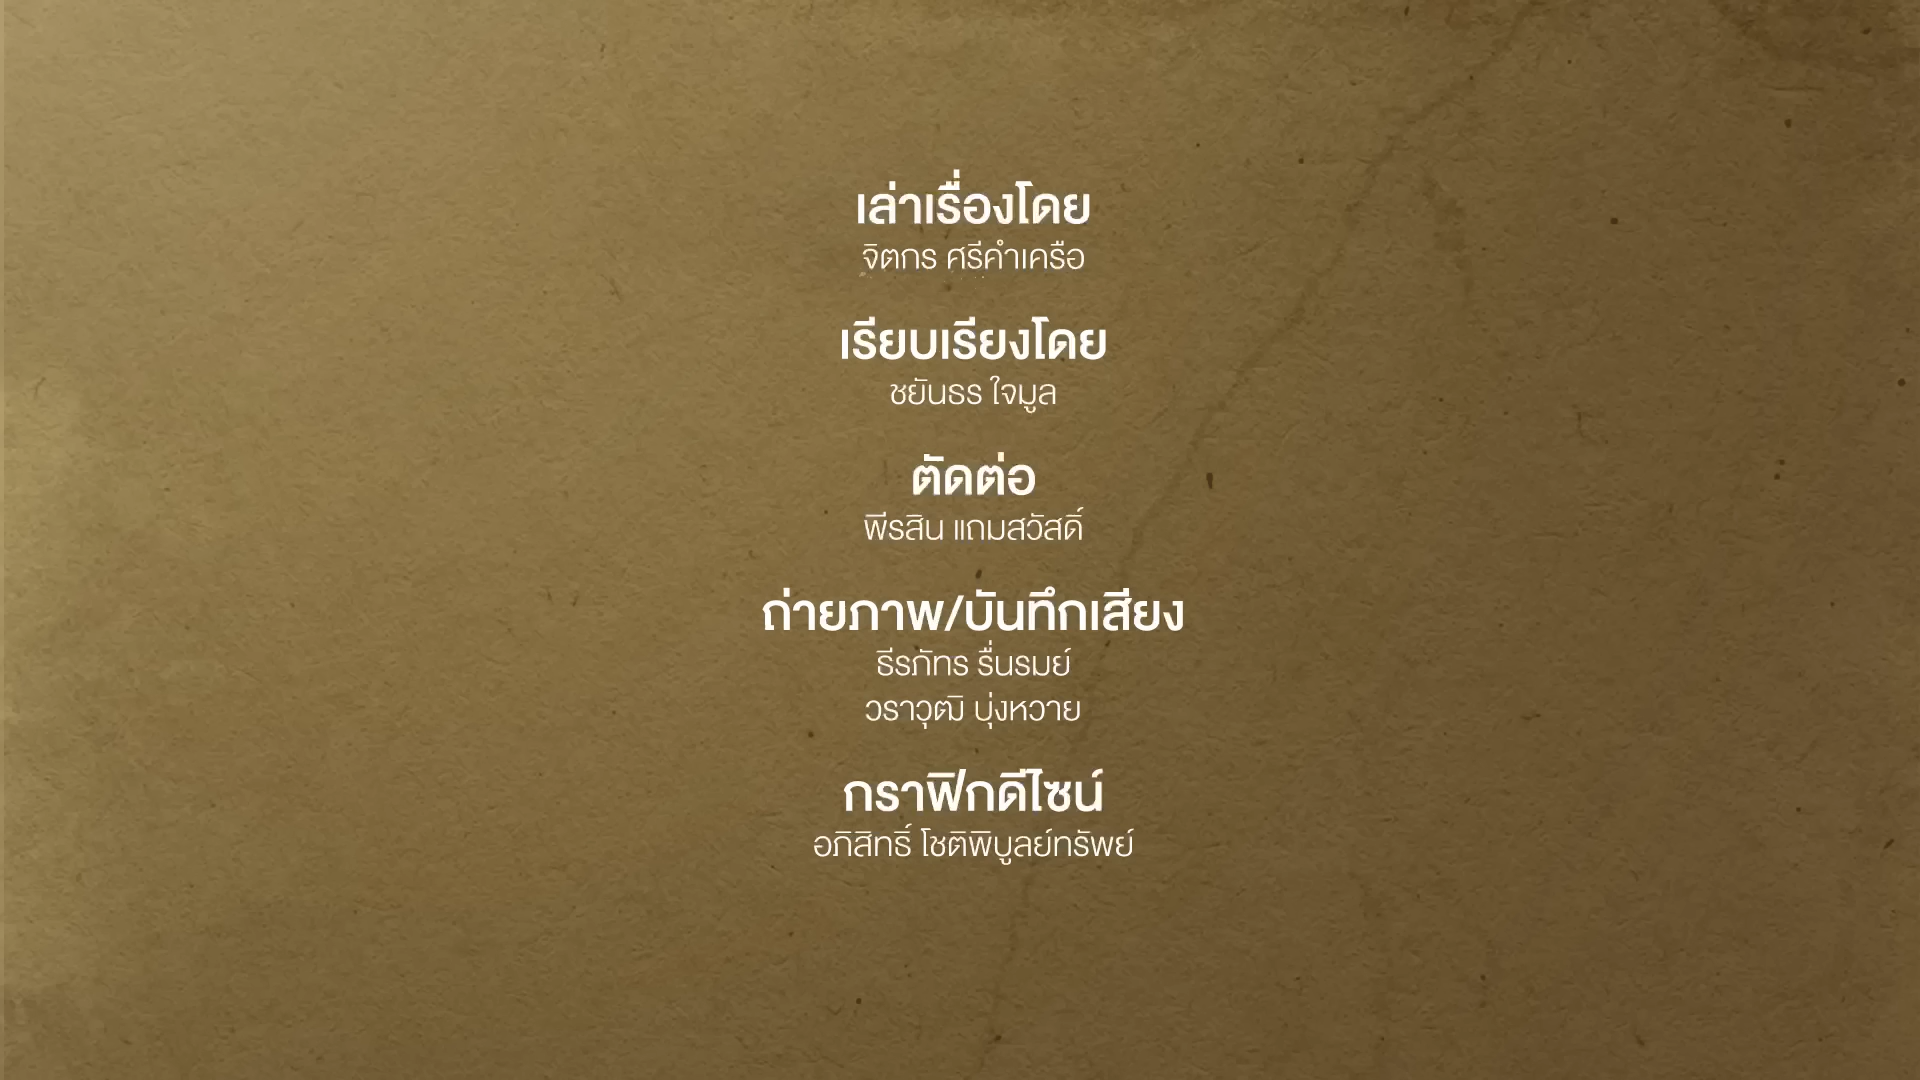 เล่าเรื่องโดย
จิตกร ศรีคำเครือ
เรียบเรียงโดย
ชยันธร ใจมูล
ตัดต่อ
พีรสิน แถมสวัสดิ์
ถ่ายภาพ/บันทึกเสียง
ธีรภัทร รื่นรมย์
วราวุฒิ บุ่งหวาย
กราฟิกดีไซน์
อภิสิทธิ์ โชติพิบูลย์ทรัพย์